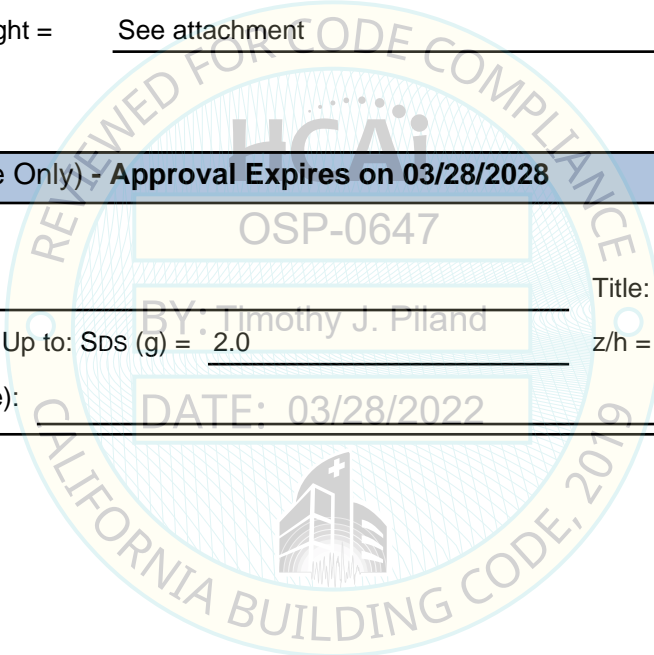 ght = See attachment
REVIEWED FOR CODE COMPLIANCE
HCAi
e Only) - Approval Expires on 03/28/2028
OSP-0647
Title:
BY: Timothy J. Piland
Up to: SDS (g) = 2.0 z/h =
e):
DATE: 03/28/2022
CALIFORNIA BUILDING CODE, 2019